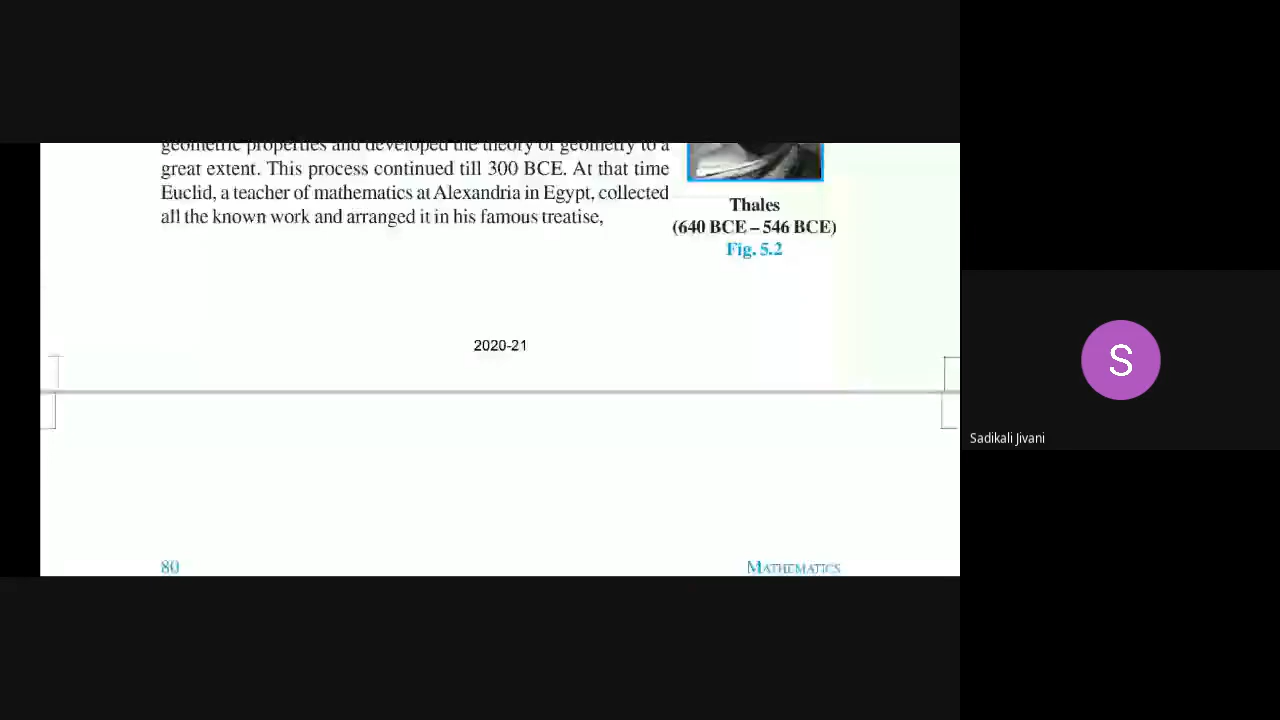 geometric properties and developed the theory of geometry to a
great extent. This process continued till 300 BCE. At that time
Euclid, a teacher of mathematics at Alexandria in Egypt, collected
all the known work and arranged it in his famous treatise,
Thales
(640 BCE – 546 BCE)
Fig. 5.2
2020-21
80
MATHEMATICS
S
Sadikali Jivani